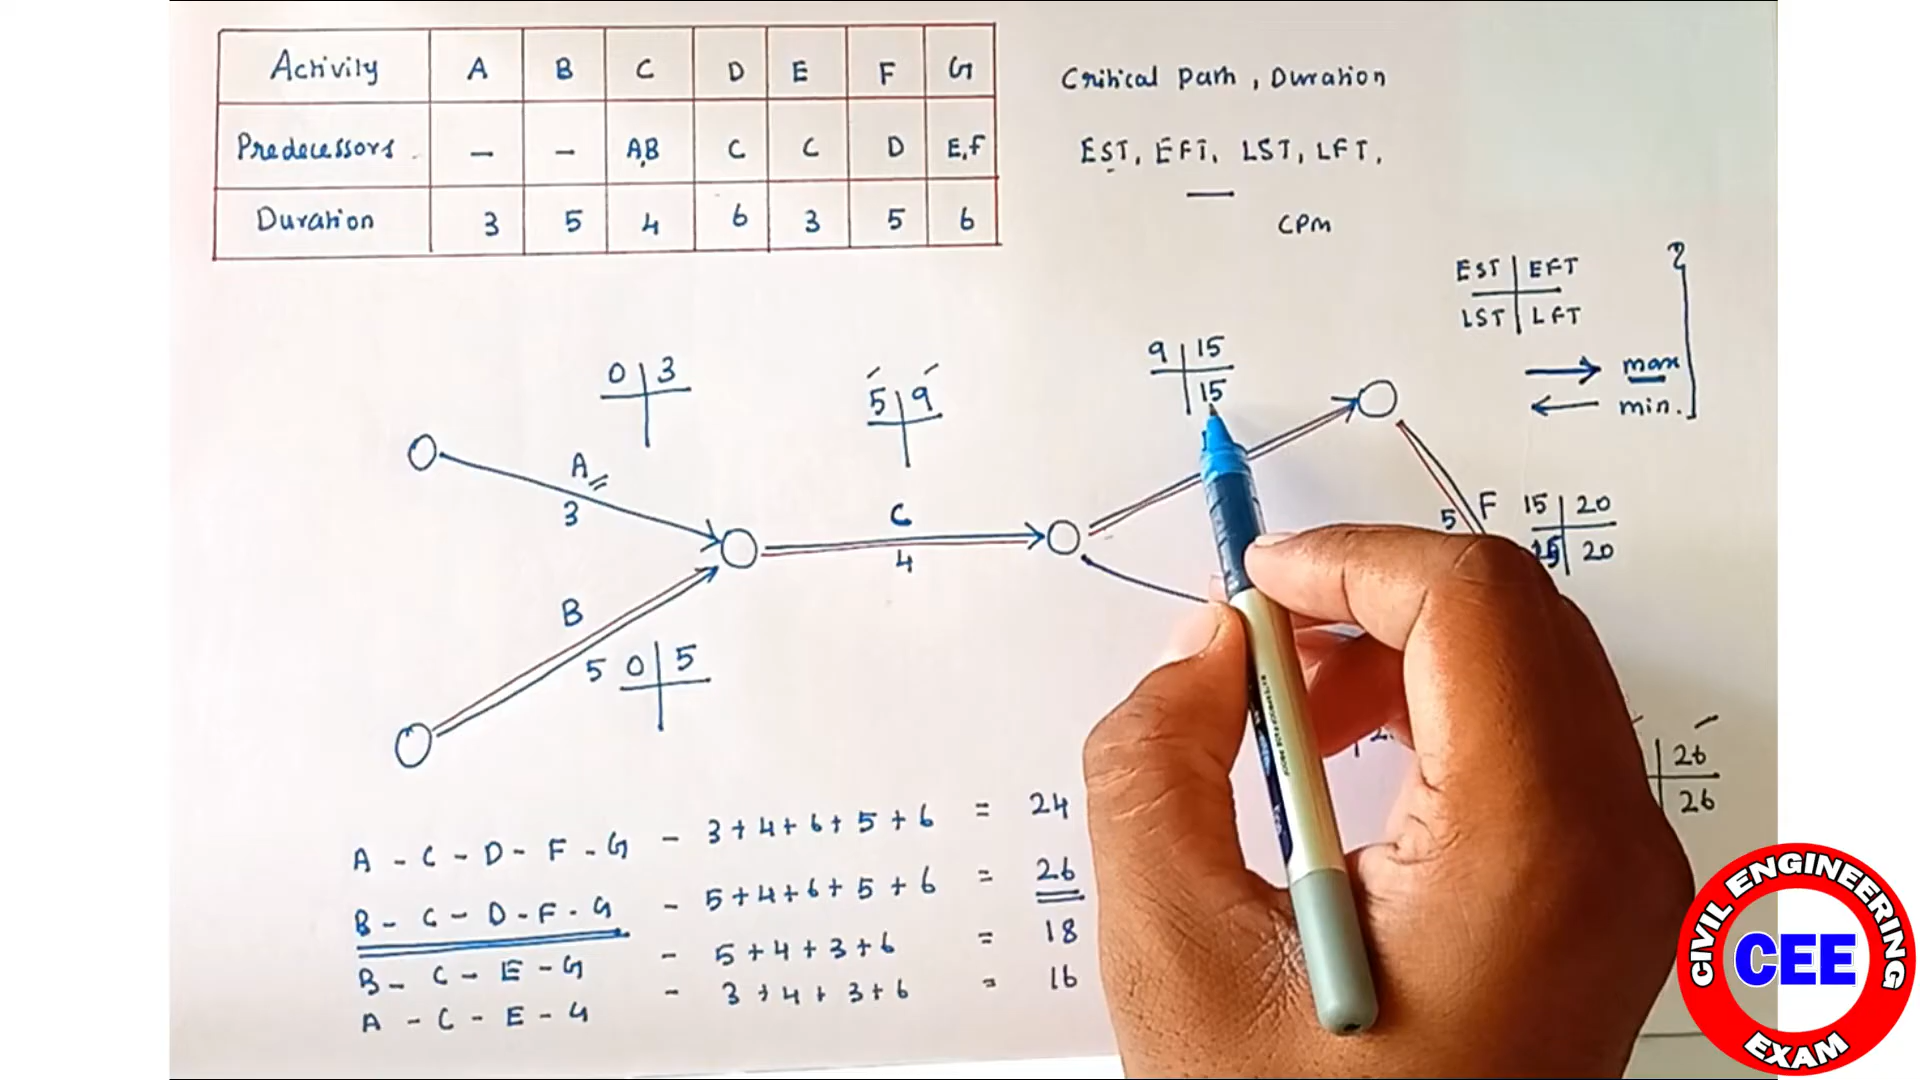 Activity A B C D E F G
Predecessors - - A,B C C D E,F
Duration 3 5 4 6 3 5 6
Critical Path, Duration
EST, EFT, LST, LFT,
CPM
EST EFT
LST LFT
max
min.
0 3
5 9
9 15
15
A
3
C
4
F
5
15 20
15 20
B
5
0 5
26
26
A - C - D - F - G - 3+4+6+5+6 = 24
B - C - D - F - G - 5+4+6+5+6 = 26
B - C - E - G - 5+4+3+6 = 18
A - C - E - G - 3+4+3+6 = 16
CIVIL ENGINEERING
CEE
EXAM